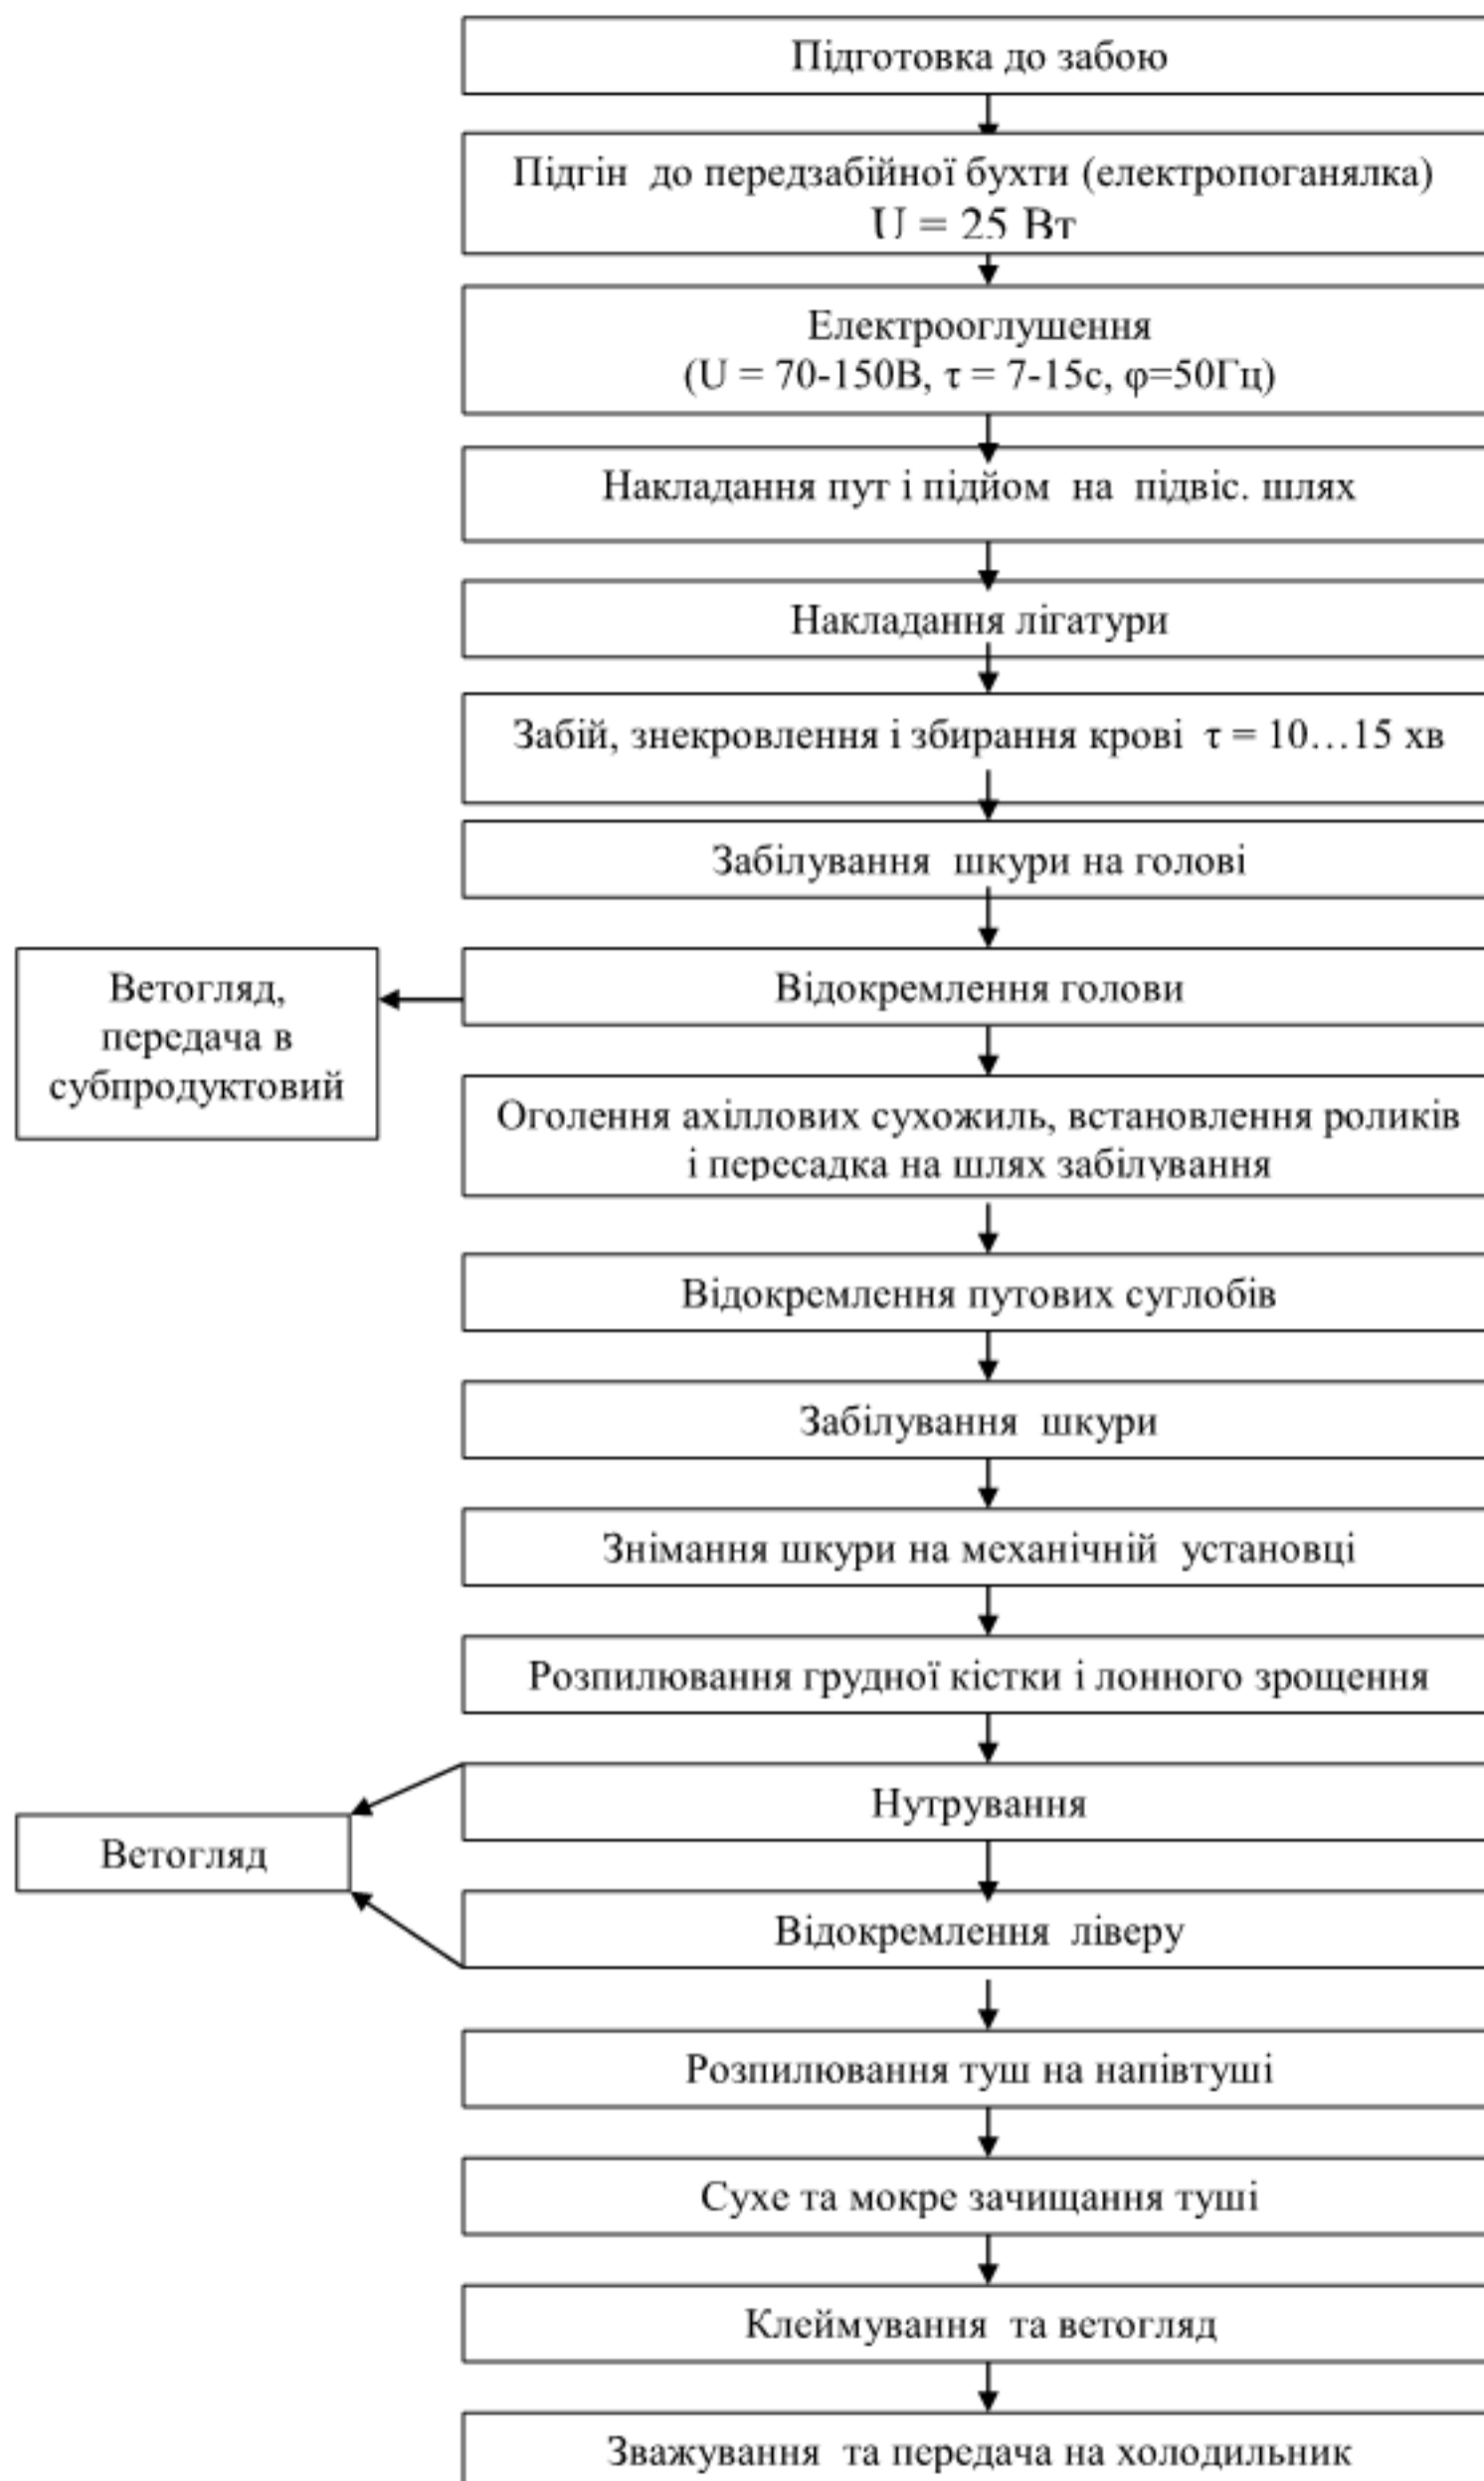 Підготовка до забою
Підгін до передзабійної бухти (електропоганялка)
U = 25 Вт
Електрооглушення
(U = 70-150В, τ = 7-15с, φ=50Гц)
Накладання пут і підйом на підвіс. шлях
Накладання лігатури
Забій, знекровлення і збирання крові τ = 10…15 хв
Забілування шкури на голові
Відокремлення голови
Ветогляд,
передача в
субпродуктовий
Оголення ахіллових сухожиль, встановлення роликів
і пересадка на шлях забілування
Відокремлення путових суглобів
Забілування шкури
Знімання шкури на механічній установці
Розпилювання грудної кістки і лонного зрощення
Нутрування
Ветогляд
Відокремлення ліверу
Розпилювання туш на напівтуші
Сухе та мокре зачищання туші
Клеймування та ветогляд
Зважування та передача на холодильник